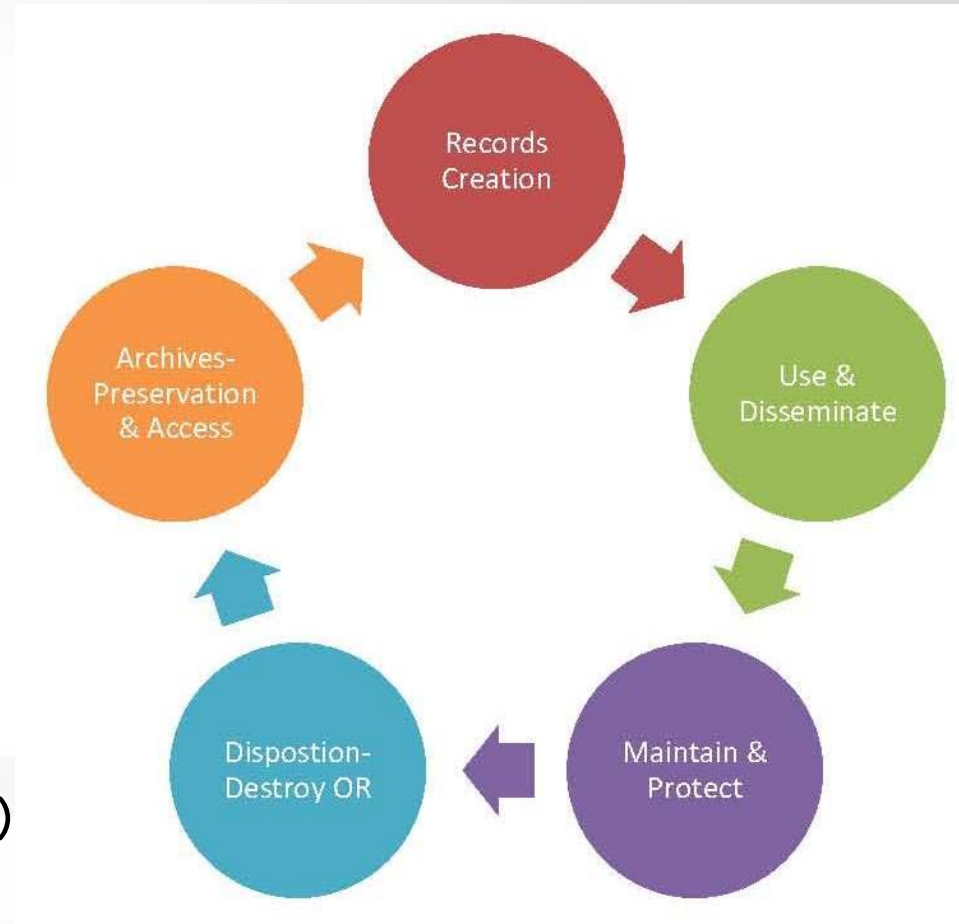 Records
Creation
Use &
Disseminate
Maintain &
Protect
Dispostion-
Destroy OR
Archives-
Preservation
& Access
)